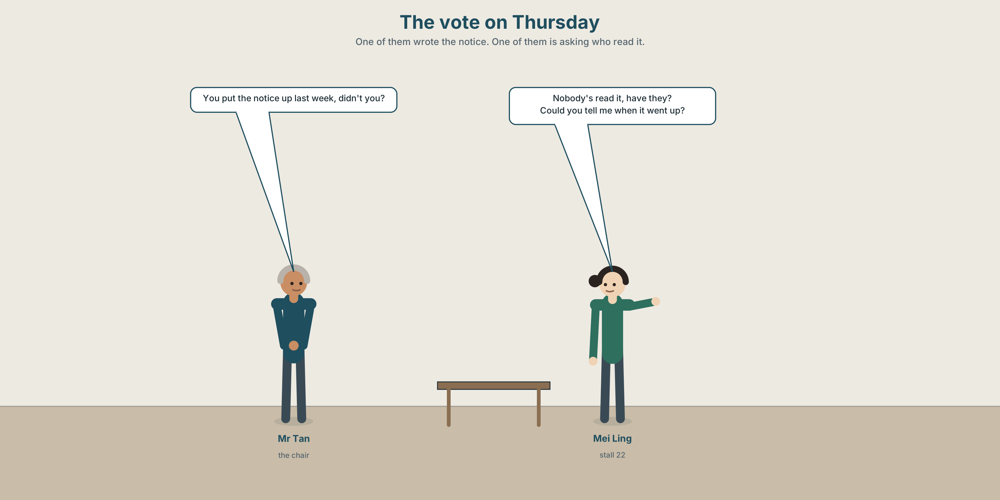 The vote on Thursday
One of them wrote the notice. One of them is asking who read it.
You put the notice up last week, didn't you?
Nobody's read it, have they?
Could you tell me when it went up?
Mr Tan
the chair
Mei Ling
stall 22